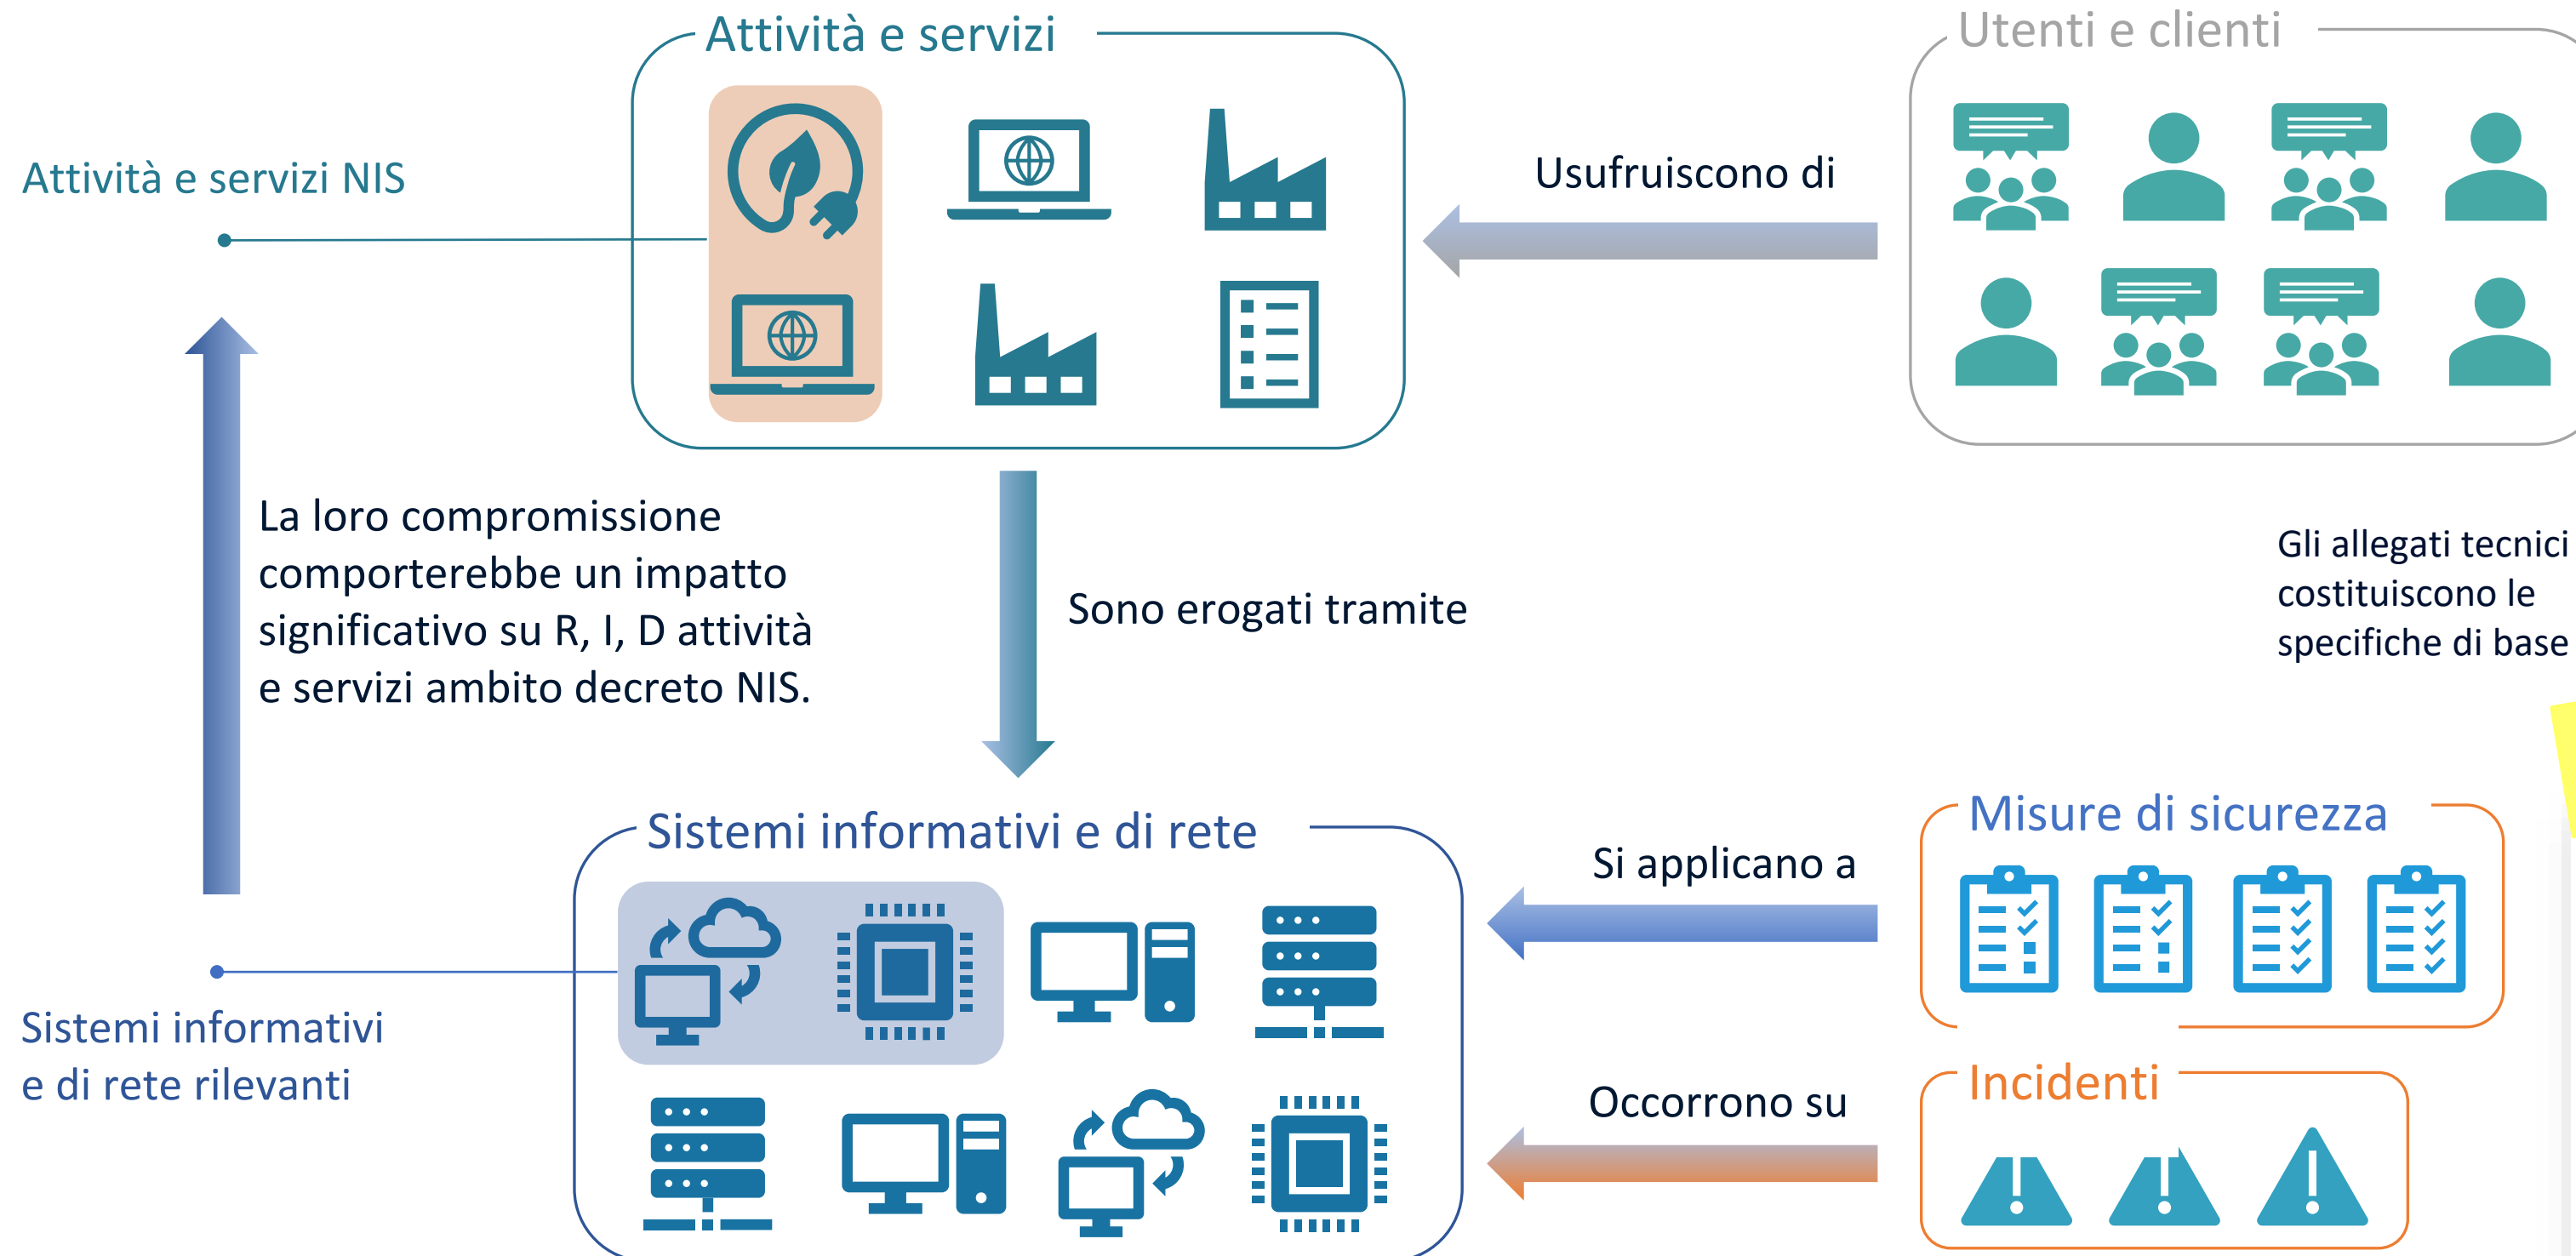 Attività e servizi
Utenti e clienti
Attività e servizi NIS
Usufruiscono di
La loro compromissione
comporterebbe un impatto
significativo su R, I, D attività
e servizi ambito decreto NIS.
Sono erogati tramite
Gli allegati tecnici
costituiscono le
specifiche di base
Sistemi informativi e di rete
Si applicano a
Misure di sicurezza
Sistemi informativi
e di rete rilevanti
Occorrono su
Incidenti